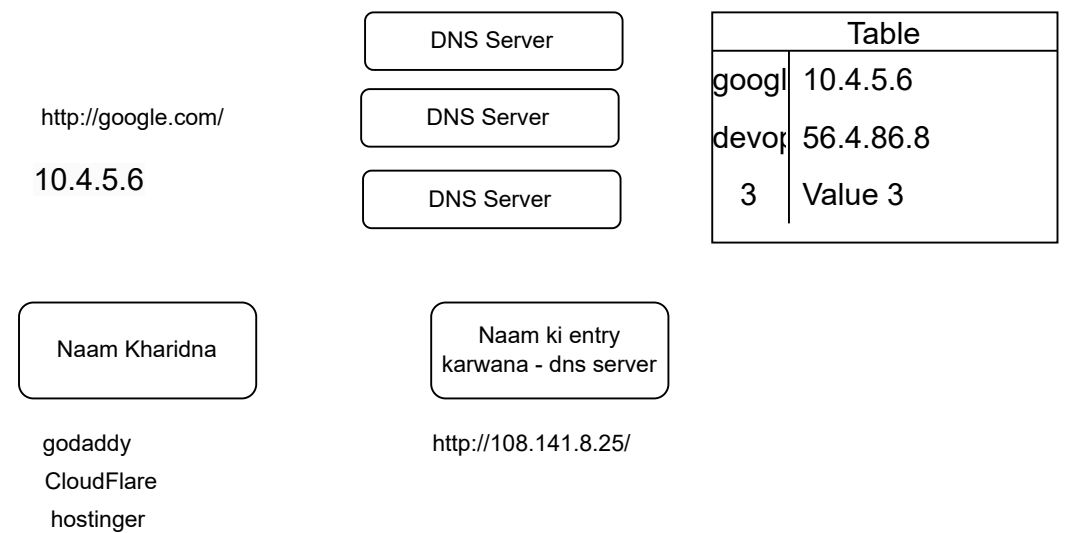 DNS Server
Table
http://google.com/
DNS Server
googl 10.4.5.6
devop 56.4.86.8
10.4.5.6
DNS Server
3 Value 3
Naam Kharidna
Naam ki entry
karwana - dns server
godaddy
CloudFlare
hostinger
http://108.141.8.25/